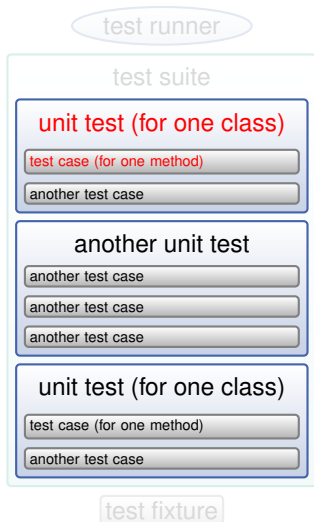 test runner
test suite
unit test (for one class)
test case (for one method)
another test case
another unit test
another test case
another test case
another test case
unit test (for one class)
test case (for one method)
another test case
test fixture